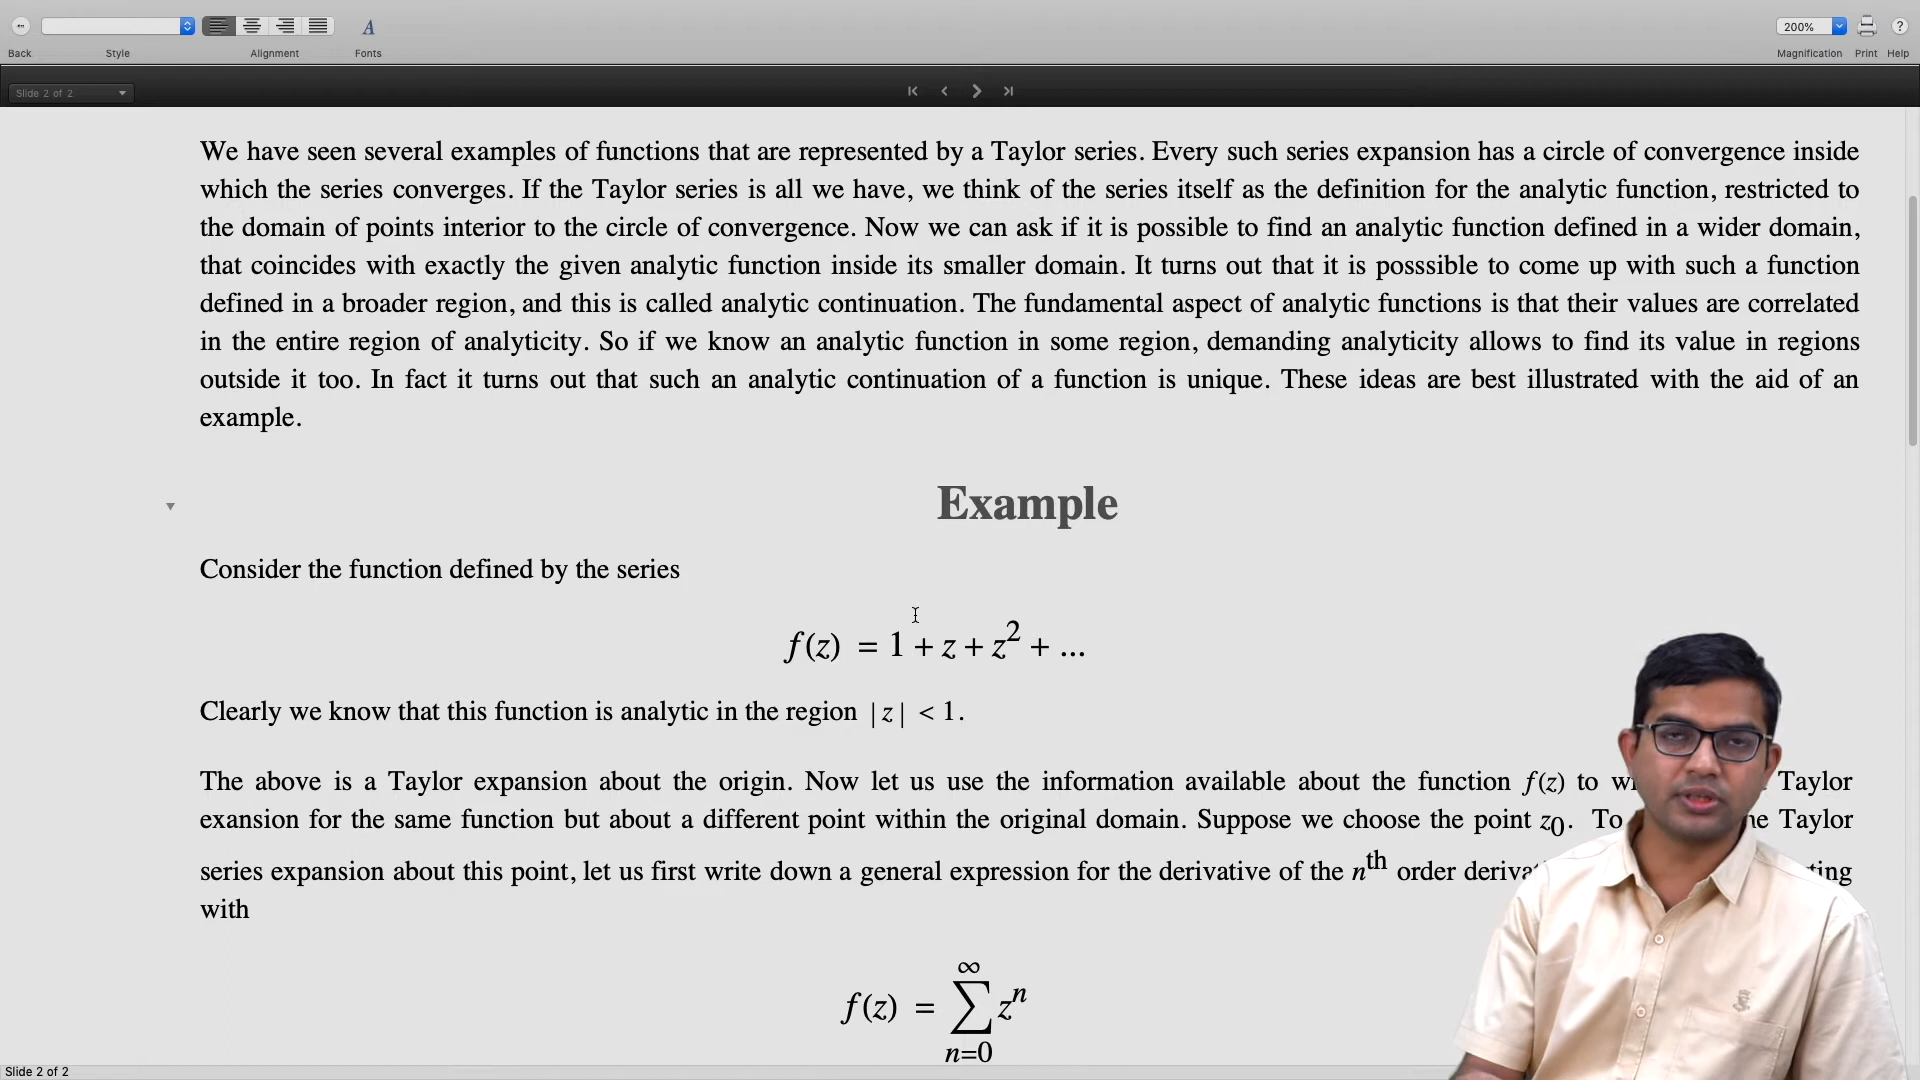 200%
Back Style Alignment Fonts Magnification Print Help
Slide 2 of 2
We have seen several examples of functions that are represented by a Taylor series. Every such series expansion has a circle of convergence inside
which the series converges. If the Taylor series is all we have, we think of the series itself as the definition for the analytic function, restricted to
the domain of points interior to the circle of convergence. Now we can ask if it is possible to find an analytic function defined in a wider domain,
that coincides with exactly the given analytic function inside its smaller domain. It turns out that it is posssible to come up with such a function
defined in a broader region, and this is called analytic continuation. The fundamental aspect of analytic functions is that their values are correlated
in the entire region of analyticity. So if we know an analytic function in some region, demanding analyticity allows to find its value in regions
outside it too. In fact it turns out that such an analytic continuation of a function is unique. These ideas are best illustrated with the aid of an
example.
Example
Consider the function defined by the series
f(z) = 1 + z + z² + ...
Clearly we know that this function is analytic in the region |z| < 1.
The above is a Taylor expansion about the origin. Now let us use the information available about the function f(z) to Taylor
exansion for the same function but about a different point within the original domain. Suppose we choose the point z₀. To Taylor
series expansion about this point, let us first write down a general expression for the derivative of the nth order
with
f(z) = ∑ n=0 ∞ zⁿ
Slide 2 of 2